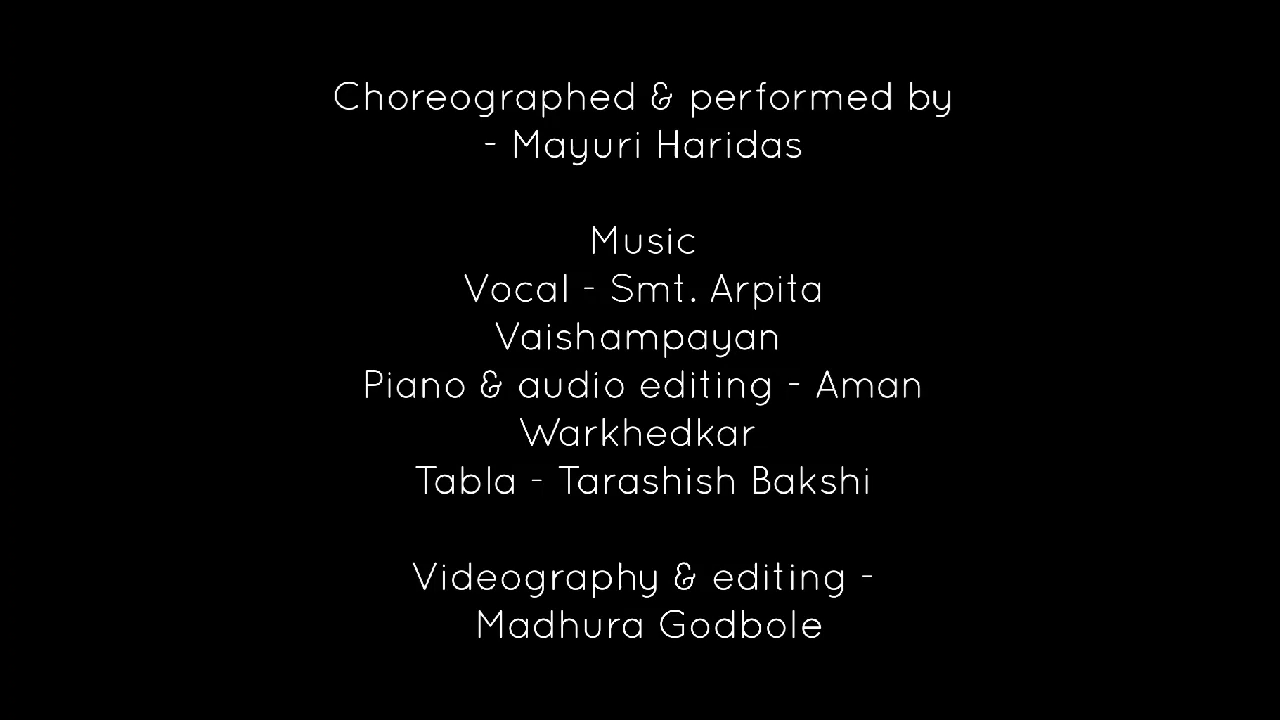 Choreographed & performed by
- Mayuri Haridas
Music
Vocal - Smt. Arpita
Vaishampayan
Piano & audio editing - Aman
Warkhedkar
Tabla - Tarashish Bakshi
Videography & editing -
Madhura Godbole